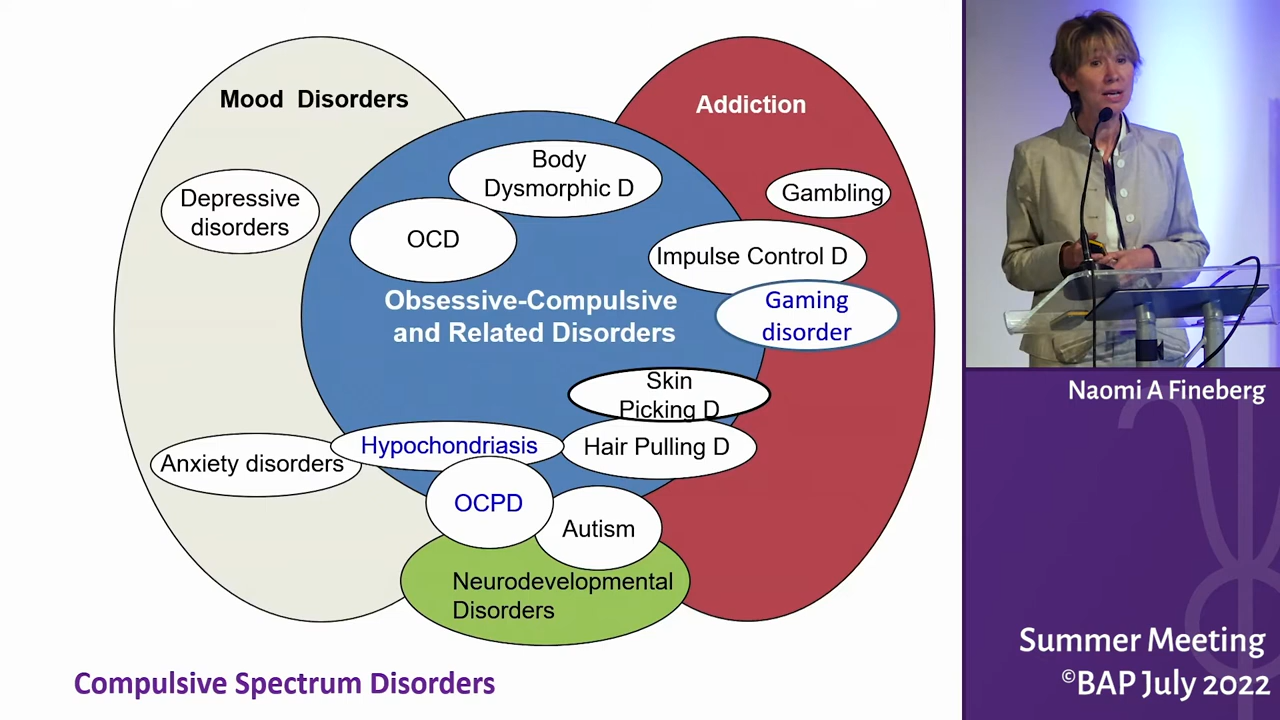 Mood Disorders
Addiction
Body
Dysmorphic D
Depressive
disorders
Gambling
OCD
Impulse Control D
Obsessive-Compulsive
and Related Disorders
Gaming
disorder
Skin
Picking D
Hypochondriasis
Hair Pulling D
Anxiety disorders
OCPD
Autism
Neurodevelopmental
Disorders
Compulsive Spectrum Disorders
Naomi A Fineberg
Summer Meeting
©BAP July 2022